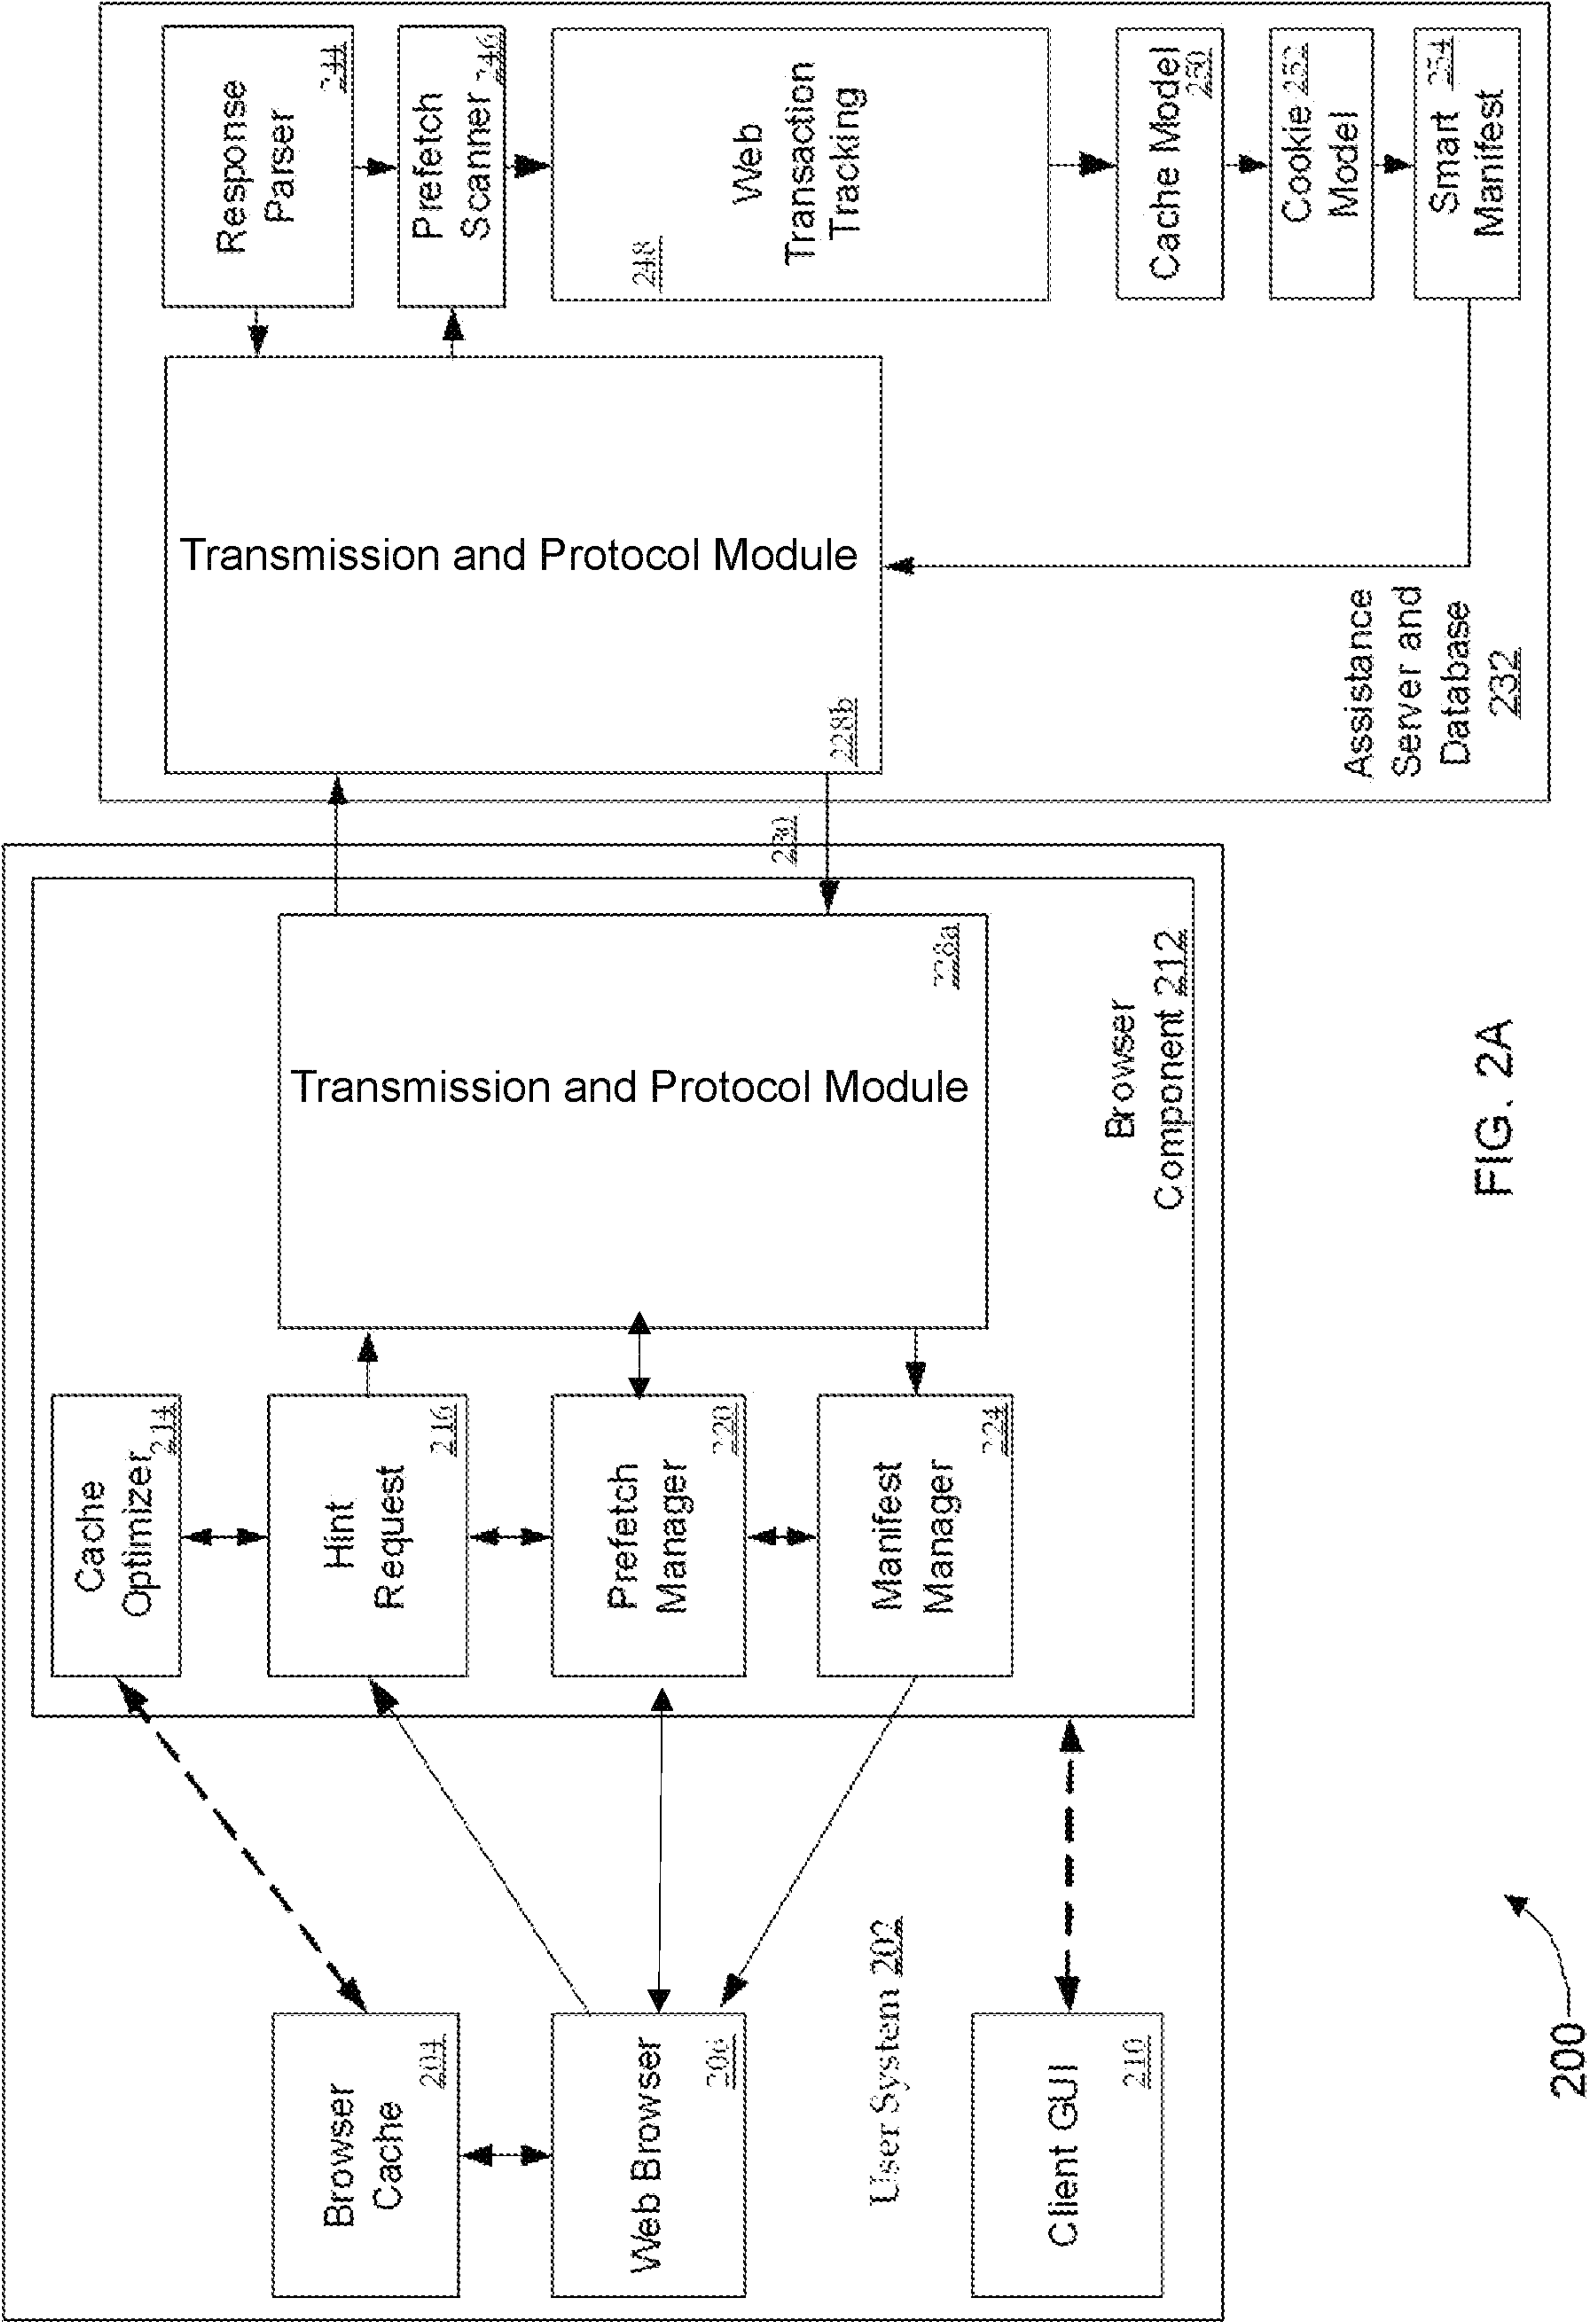 Browser
Cache
204
Web Browser
206
User System 202
Client GUI
210
Cache
Optimizer
214
Hint
Request
216
Prefetch
Manager
220
Manifest
Manager
224
Transmission and Protocol Module
228a
Browser
Component 212
230
Transmission and Protocol Module
228b
Response
Parser
244
Prefetch
Scanner
246
248
Web
Transaction
Tracking
Cache Model
250
Cookie 252
Model
Smart 254
Manifest
Assistance
Server and
Database
232
200
FIG. 2A